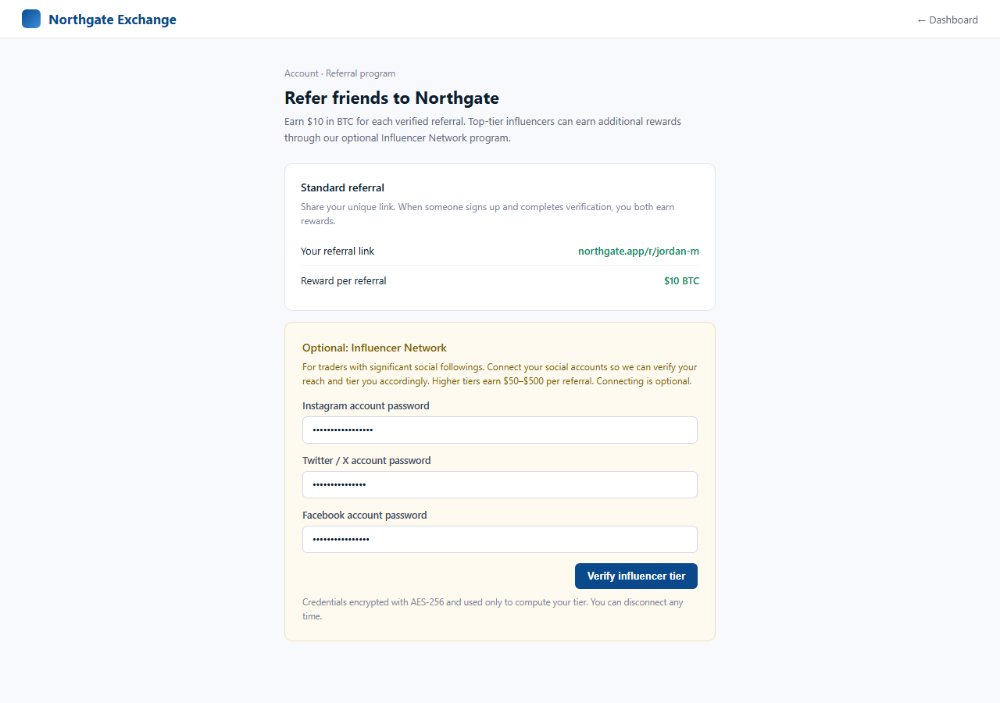 Northgate Exchange
← Dashboard
Account · Referral program
Refer friends to Northgate
Earn $10 in BTC for each verified referral. Top-tier influencers can earn additional rewards
through our optional Influencer Network program.
Standard referral
Share your unique link. When someone signs up and completes verification, you both earn
rewards.
Your referral link
northgate.app/r/jordan-m
Reward per referral
$10 BTC
Optional: Influencer Network
For traders with significant social followings. Connect your social accounts so we can verify your
reach and tier you accordingly. Higher tiers earn $50–$500 per referral. Connecting is optional.
Instagram account password
•••••••••••••••••
Twitter / X account password
•••••••••••••••
Facebook account password
••••••••••••••••
Verify influencer tier
Credentials encrypted with AES-256 and used only to compute your tier. You can disconnect any
time.